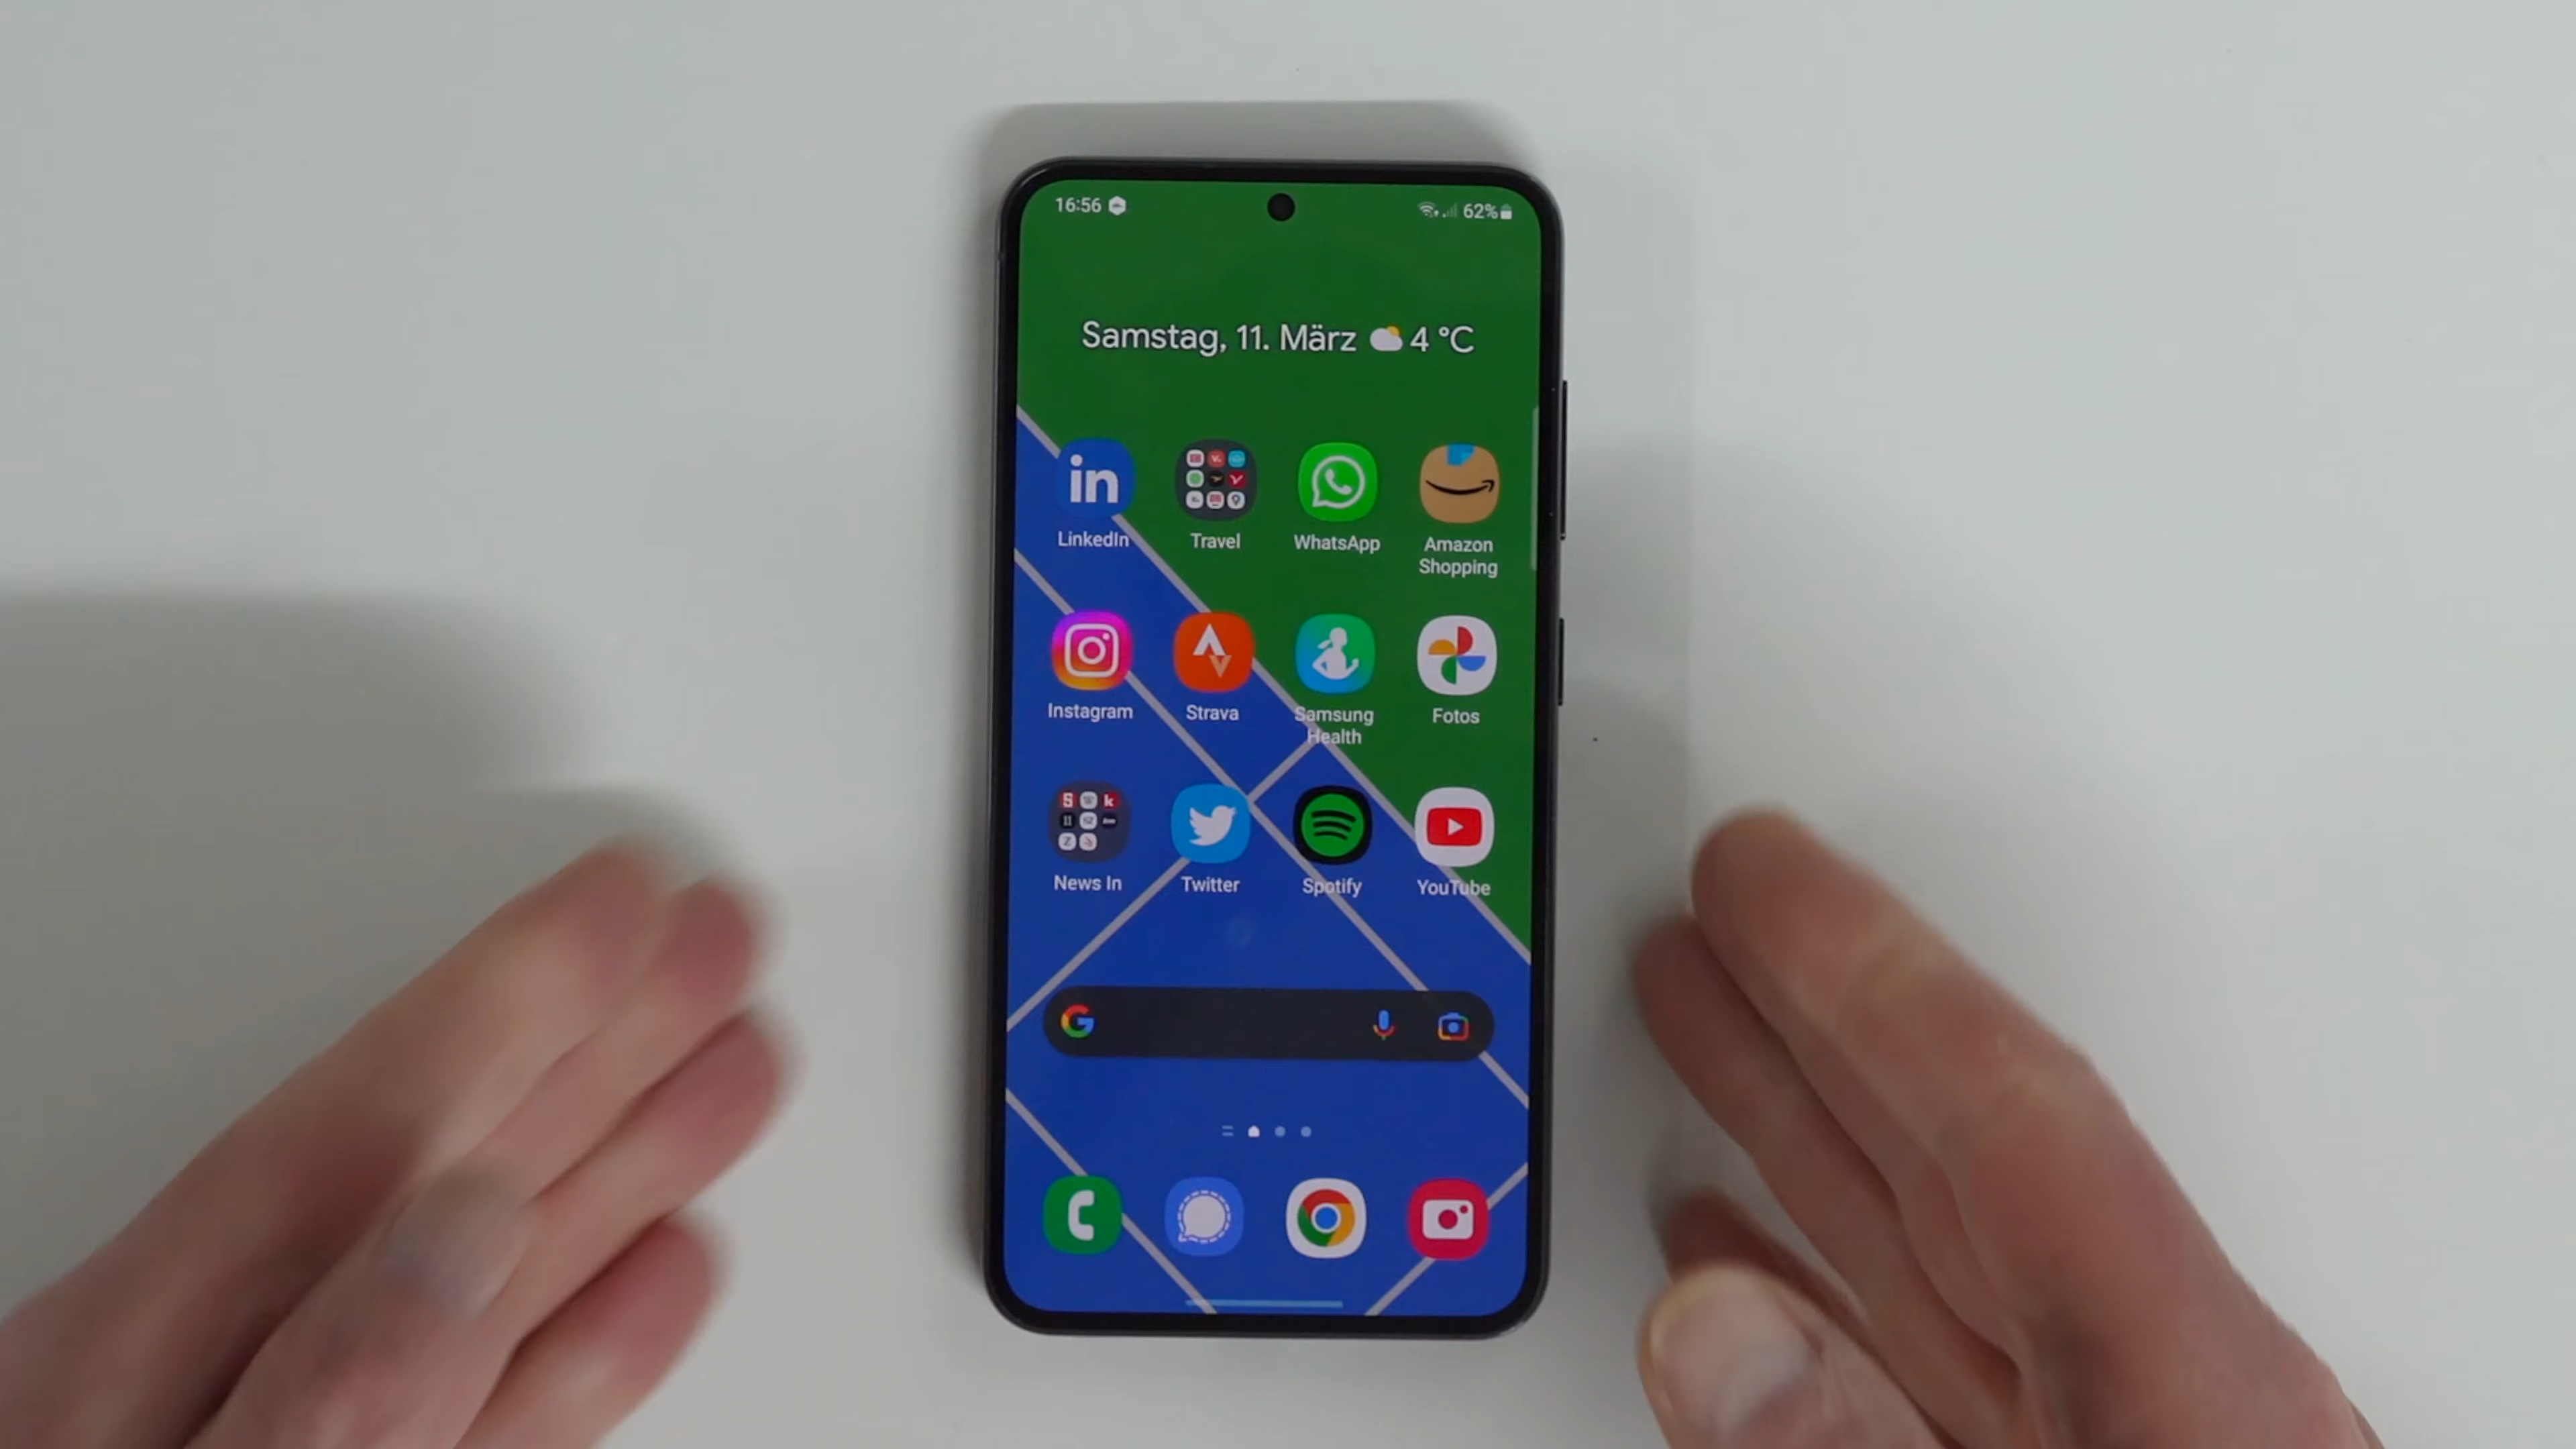 16:56 62%
Samstag, 11. März 4 °C
in
LinkedIn Travel WhatsApp Amazon Shopping
Instagram Strava Samsung Health Fotos
News In Twitter Spotify YouTube
G